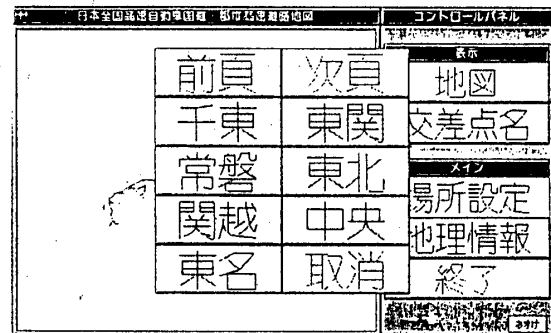 日本全国高速自動車国道・都市高速道路地図
コントロールパネル
前頁 次頁
千東 東関
常磐 東北
関越 中央
東名 取消
表示
地図
交差点名
メイン
場所設定
地理情報
終了